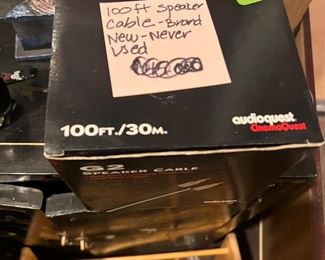 100ft Speaker
Cable-Brand
New-Never
Used
audioquest
CinemaQuest
100FT./30M.
G2
SPEAKER CABLE